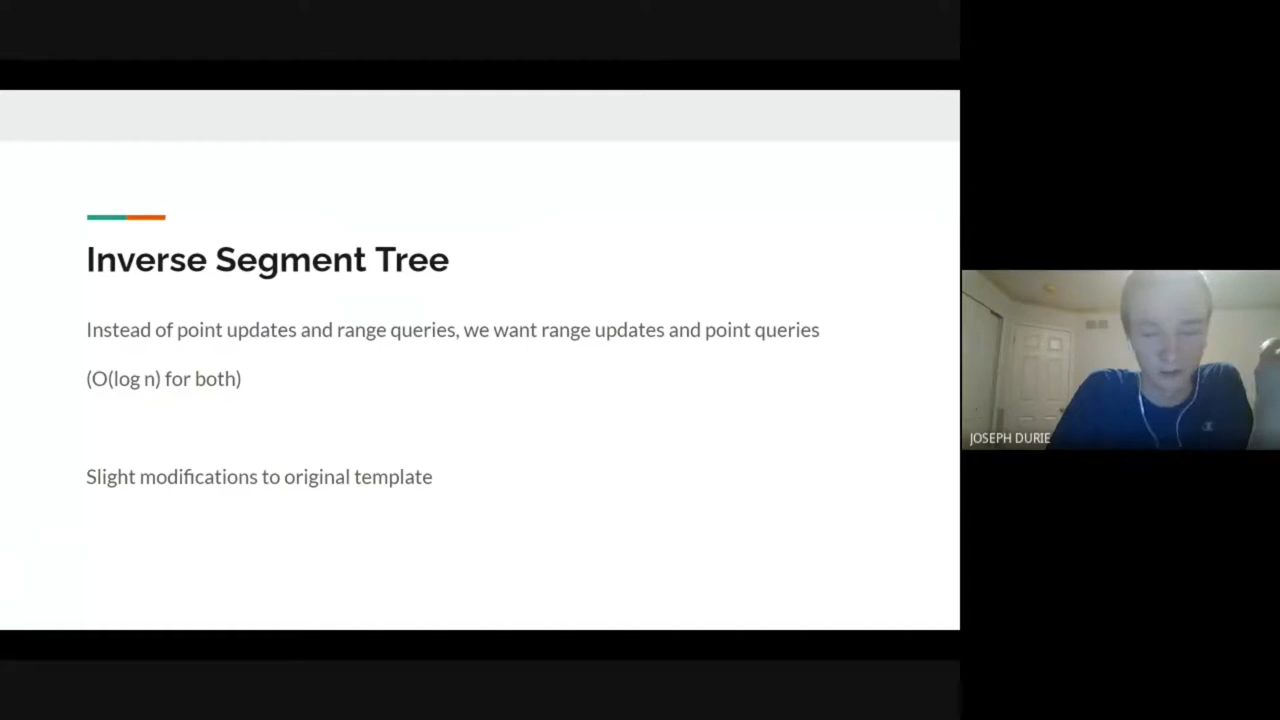 Inverse Segment Tree
Instead of point updates and range queries, we want range updates and point queries
(O(log n) for both)
Slight modifications to original template
JOSEPH DURIE